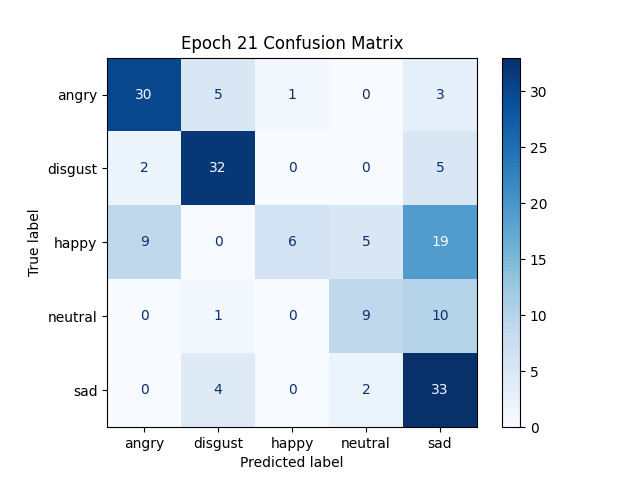 Epoch 21 Confusion Matrix
True label
angry 30 5 1 0 3
disgust 2 32 0 0 5
happy 9 0 6 5 19
neutral 0 1 0 9 10
sad 0 4 0 2 33
angry disgust happy neutral sad
Predicted label
30
25
20
15
10
5
0